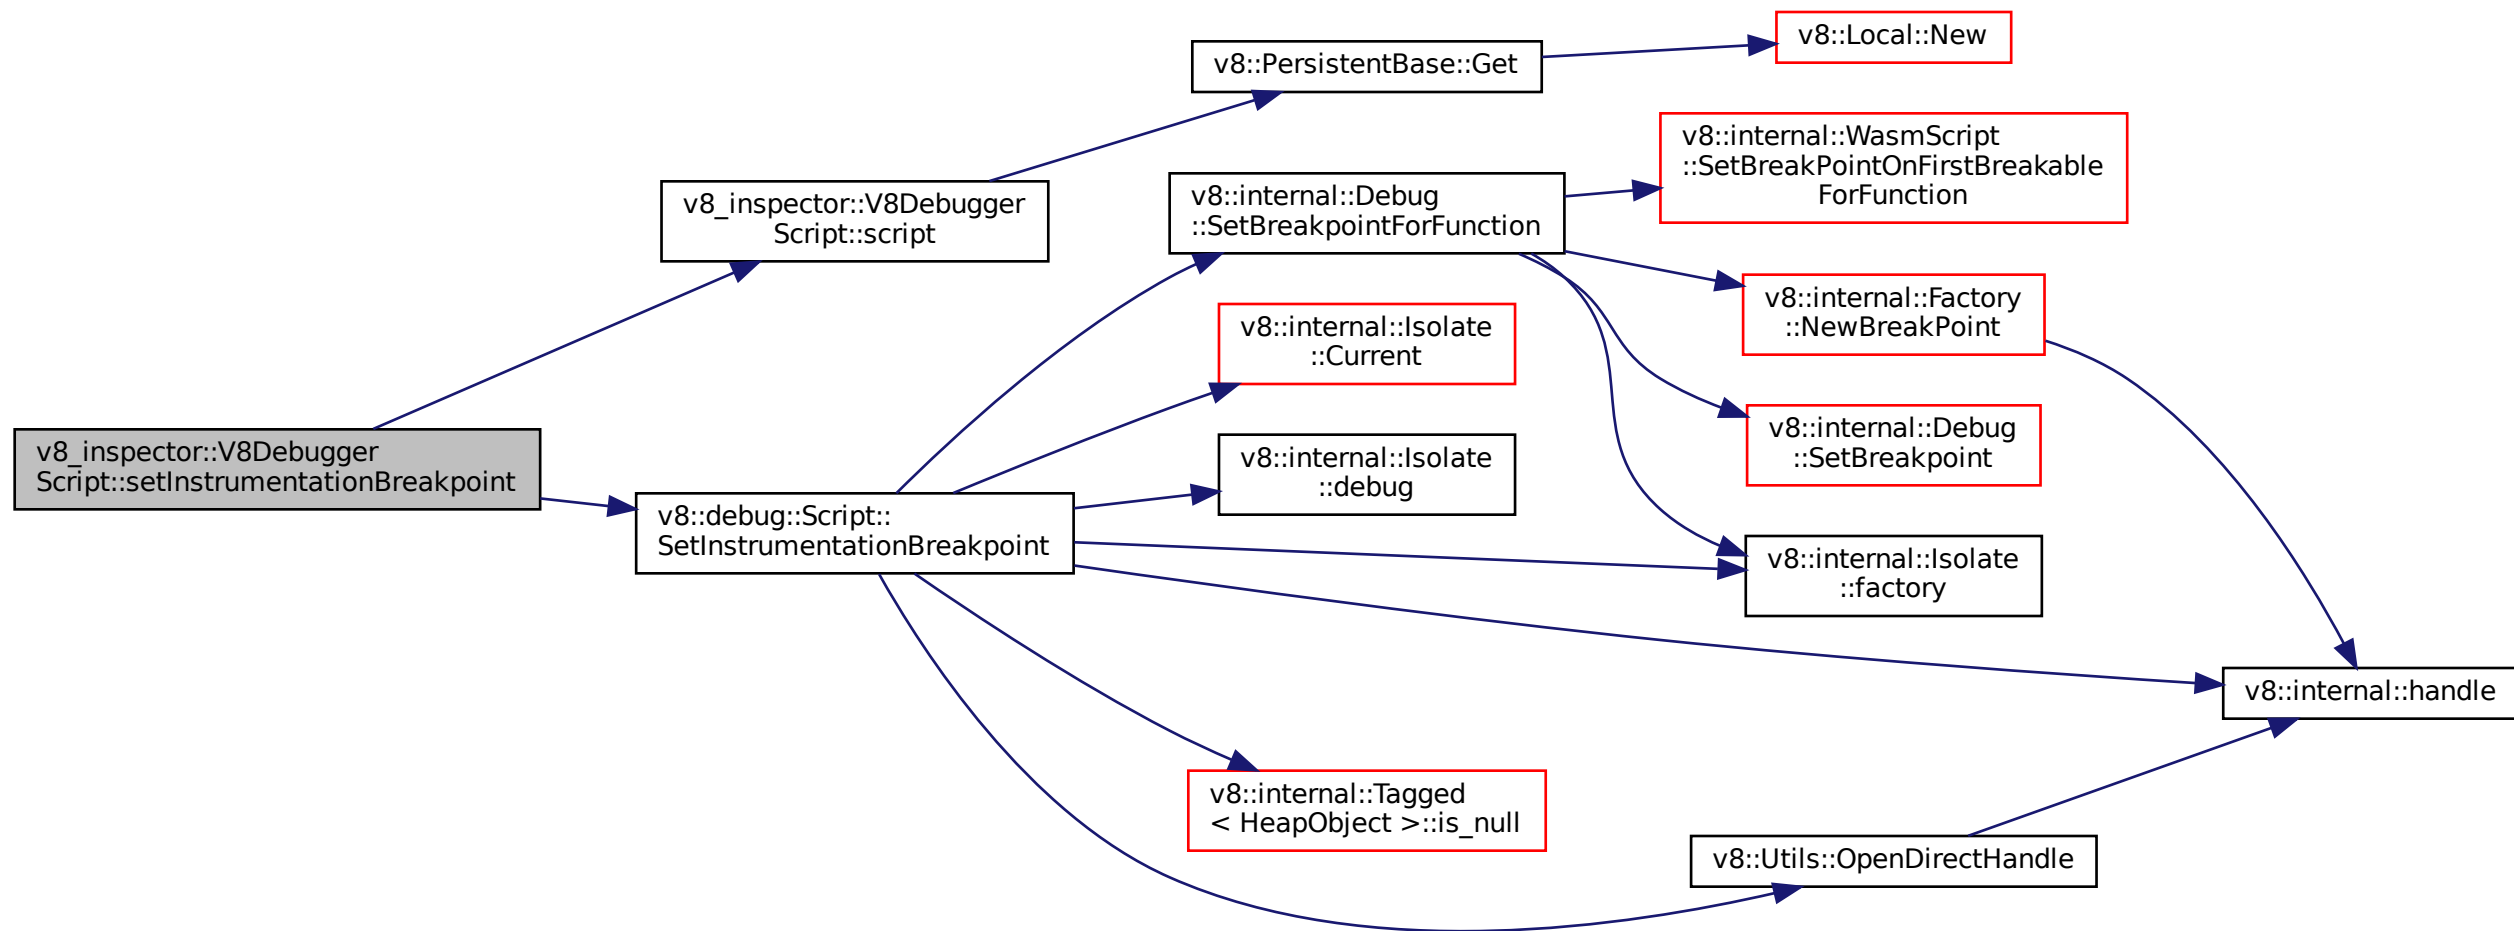 v8::Local::New
v8::PersistentBase::Get
v8::internal::WasmScript
::SetBreakPointOnFirstBreakable
ForFunction
v8_inspector::V8Debugger
Script::script
v8::internal::Debug
::SetBreakpointForFunction
v8::internal::Factory
::NewBreakPoint
v8::internal::Isolate
::Current
v8::internal::Debug
::SetBreakpoint
v8_inspector::V8Debugger
Script::setInstrumentationBreakpoint
v8::internal::Isolate
::debug
v8::debug::Script::
SetInstrumentationBreakpoint
v8::internal::Isolate
::factory
v8::internal::handle
v8::internal::Tagged
< HeapObject >::is_null
v8::Utils::OpenDirectHandle